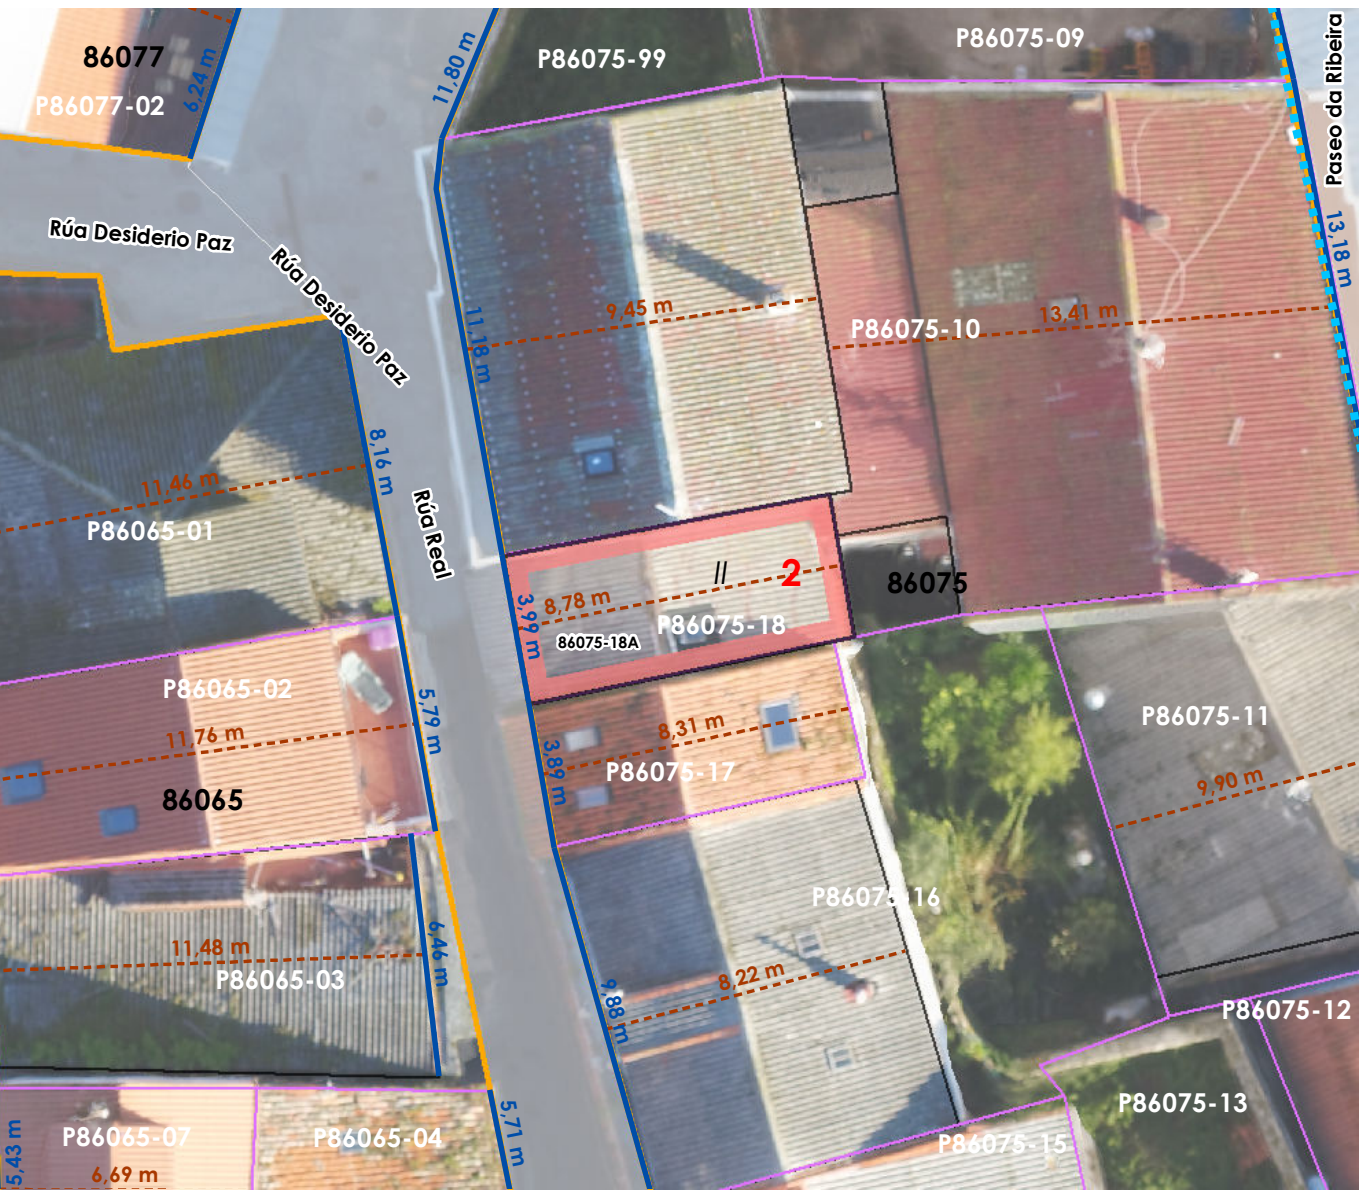 86077
P86077-02
6,24 m
11,80 m
P86075-99
P86075-09
Paseo da Ribeira
13,18 m
Rúa Desiderio Paz
Rúa Desiderio Paz
11,18 m
9,45 m
P86075-10
13,41 m
8,16 m
11,46 m
P86065-01
Rúa Real
3,99 m
8,78 m
//
2
86075
P86075-18
86075-18A
P86065-02
11,76 m
5,79 m
86065
8,31 m
3,89 m
P86075-17
P86075-11
9,90 m
P86075-16
11,48 m
P86065-03
6,46 m
9,88 m
8,22 m
P86075-12
P86075-13
P86075-15
5,43 m
P86065-07
6,69 m
P86065-04
5,71 m